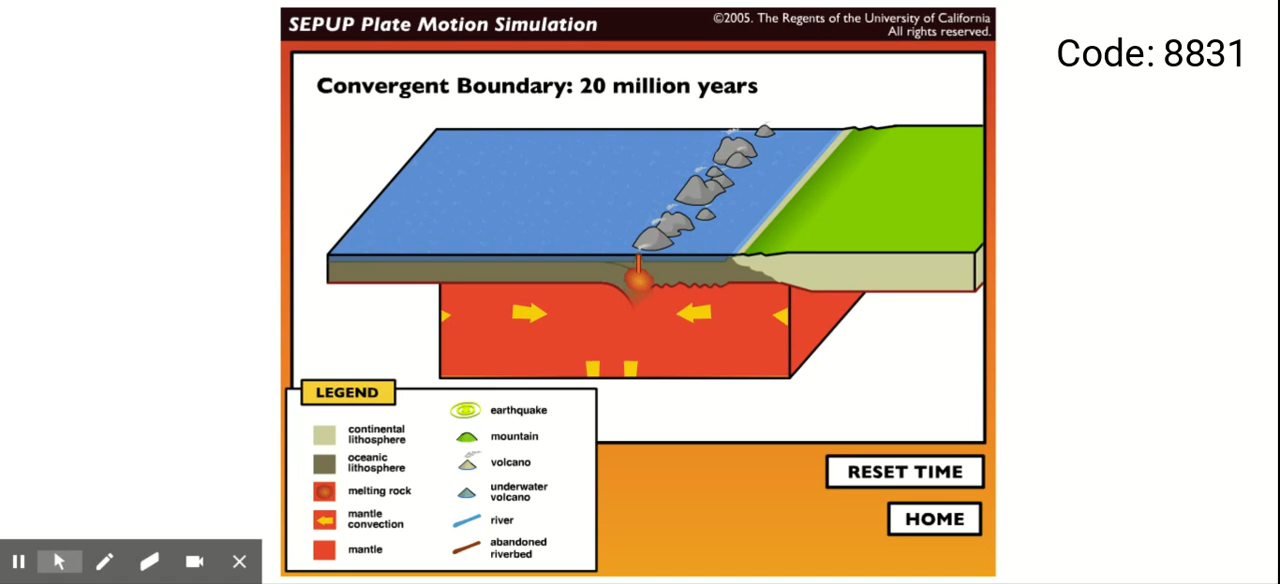 SEPUP Plate Motion Simulation
©2005. The Regents of the University of California
All rights reserved.
Code: 8831
Convergent Boundary: 20 million years
LEGEND
continental
lithosphere
oceanic
lithosphere
melting rock
mantle
convection
mantle
earthquake
mountain
volcano
underwater
volcano
river
abandoned
riverbed
RESET TIME
HOME